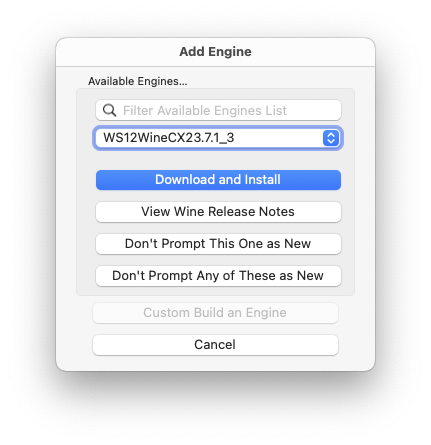 Add Engine
Available Engines...
Filter Available Engines List
WS12WineCX23.7.1_3
Download and Install
View Wine Release Notes
Don't Prompt This One as New
Don't Prompt Any of These as New
Custom Build an Engine
Cancel